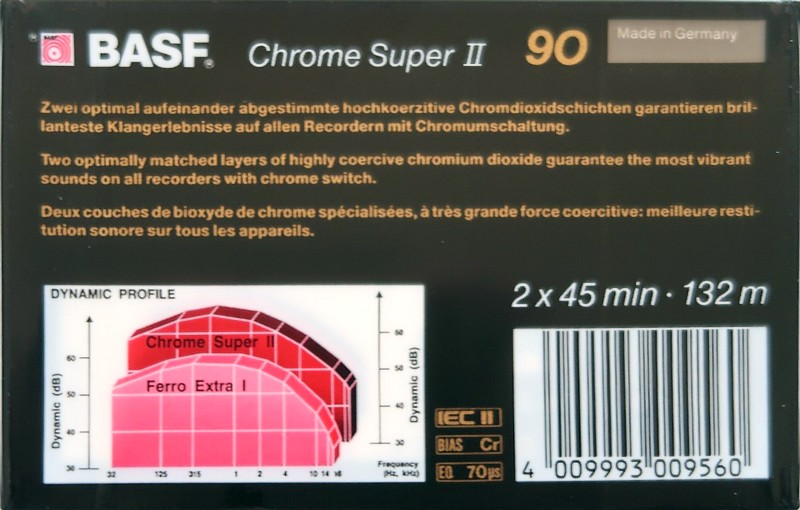 BASF® Chrome Super II 90 Made in Germany
Zwei optimal aufeinander abgestimmte hochkoerzitive Chromdioxidschichten garantieren bril-
lanteste Klangerlebnisse auf allen Recordern mit Chromumschaltung.
Two optimally matched layers of highly coercive chromium dioxide guarantee the most vibrant
sounds on all recorders with chrome switch.
Deux couches de bioxyde de chrome spécialisées, à très grande force coercitive: meilleure resti-
tution sonore sur tous les appareils.
2 x 45 min · 132 m
DYNAMIC PROFILE
Chrome Super II
Ferro Extra I
Dynamic (dB)
60
50
40
30
32 125 315 1 2 4 10 14 18
Frequency
(Hz, kHz)
Dynamic (dB)
60
50
40
30
IEC II
BIAS Cr
EQ 70µs
4 009993 009560